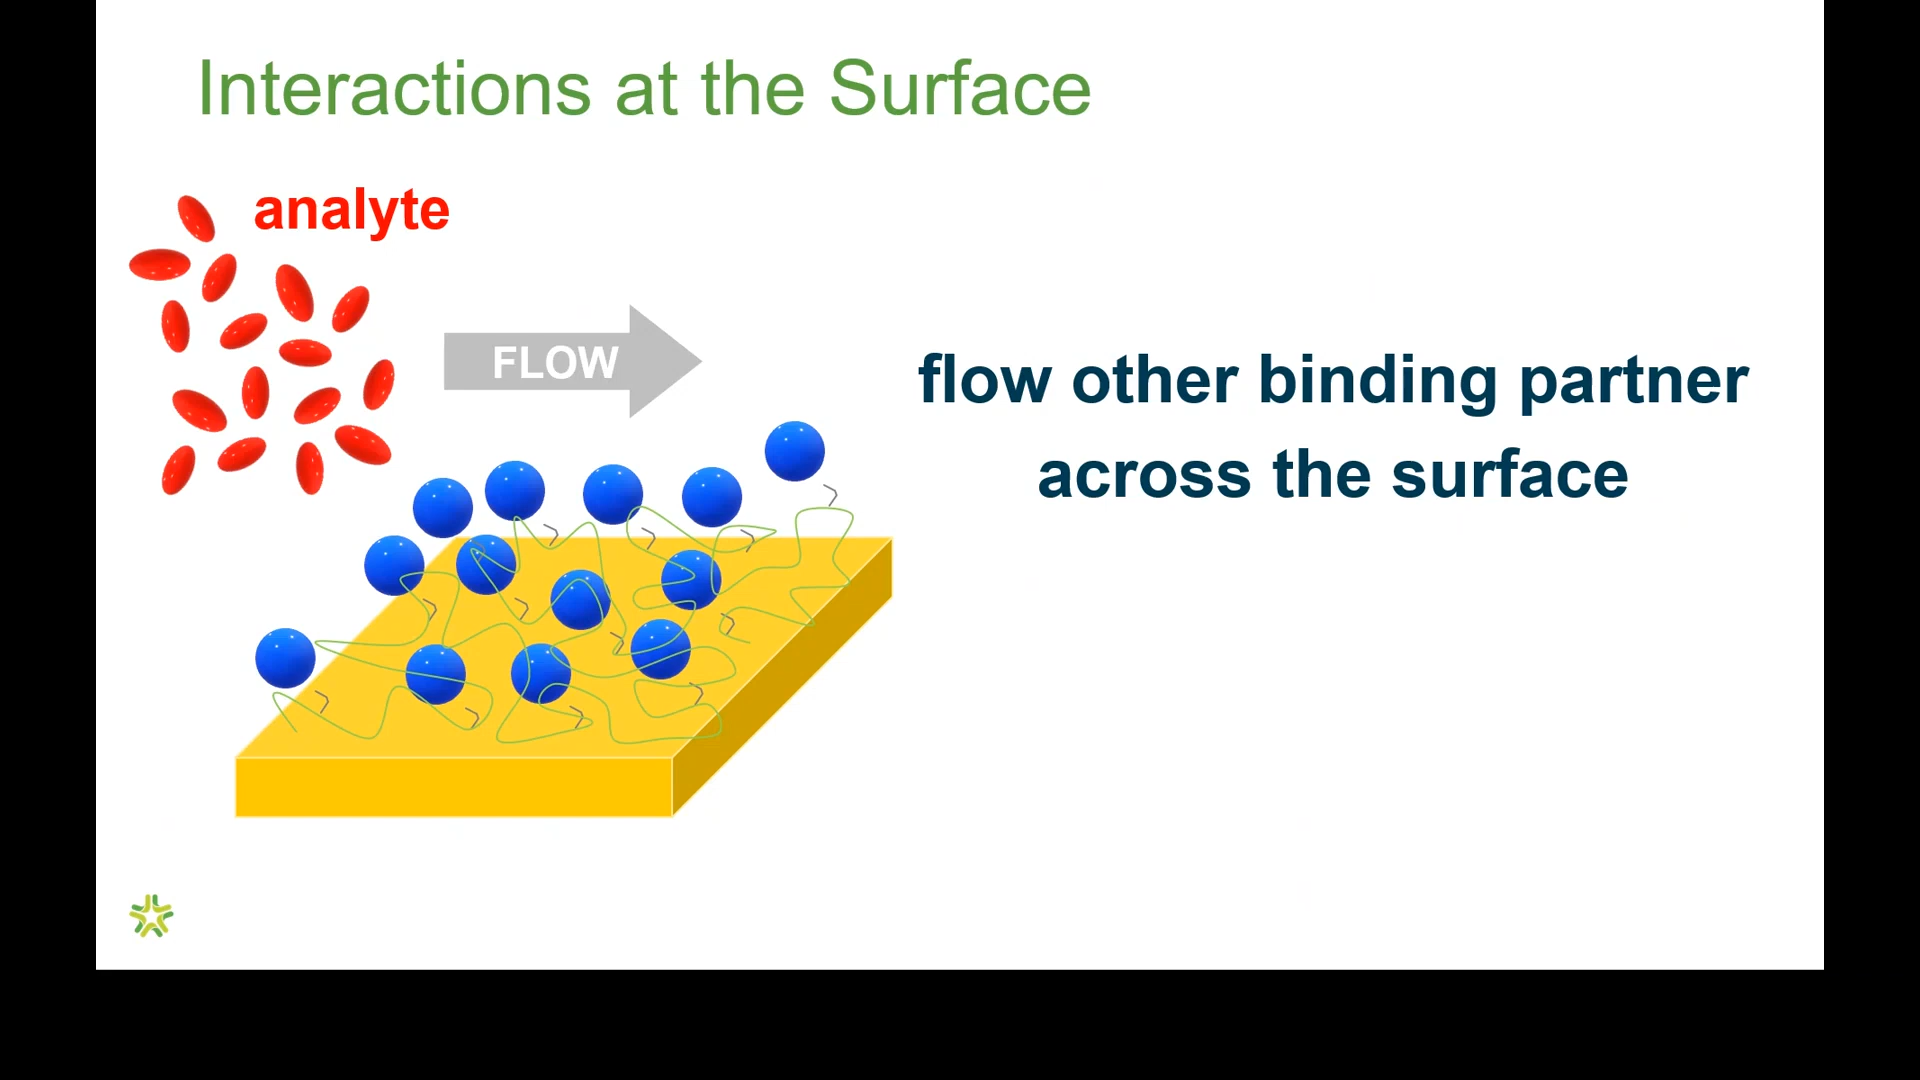 Interactions at the Surface
analyte
FLOW
flow other binding partner
across the surface